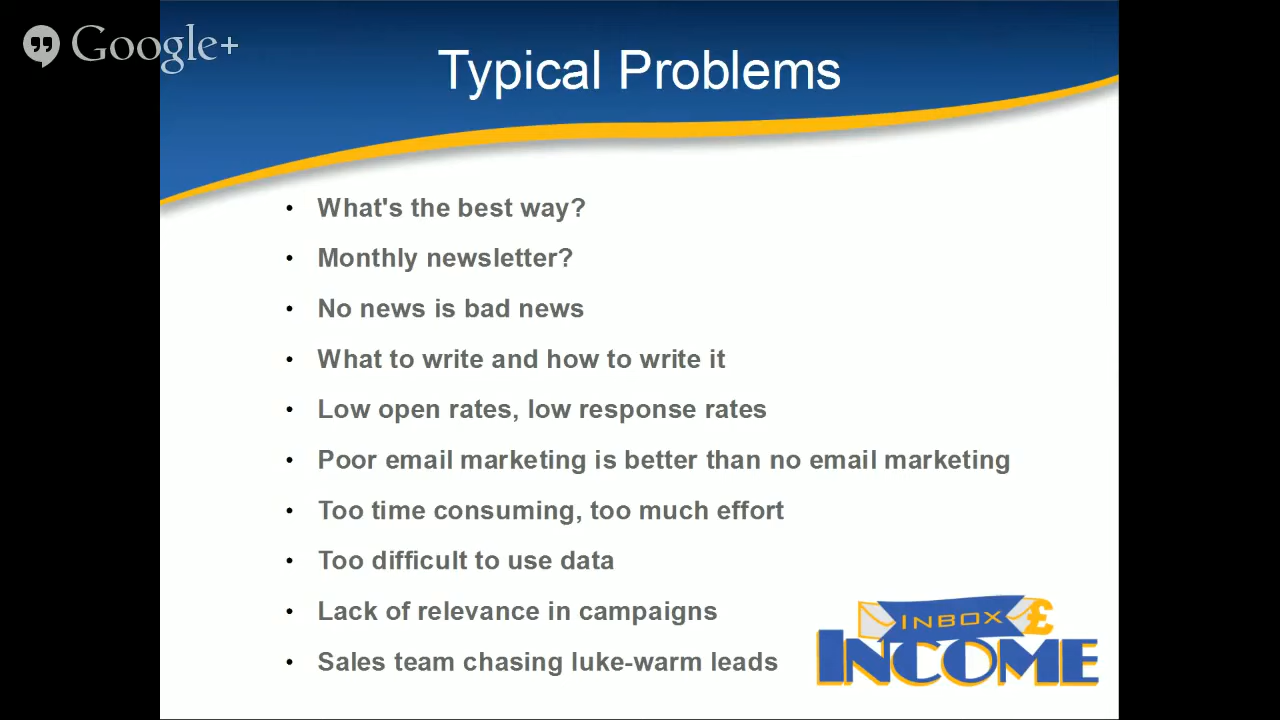 Google+
Typical Problems
• What's the best way?
• Monthly newsletter?
• No news is bad news
• What to write and how to write it
• Low open rates, low response rates
• Poor email marketing is better than no email marketing
• Too time consuming, too much effort
• Too difficult to use data
• Lack of relevance in campaigns
• Sales team chasing luke-warm leads
INBOX £
INCOME